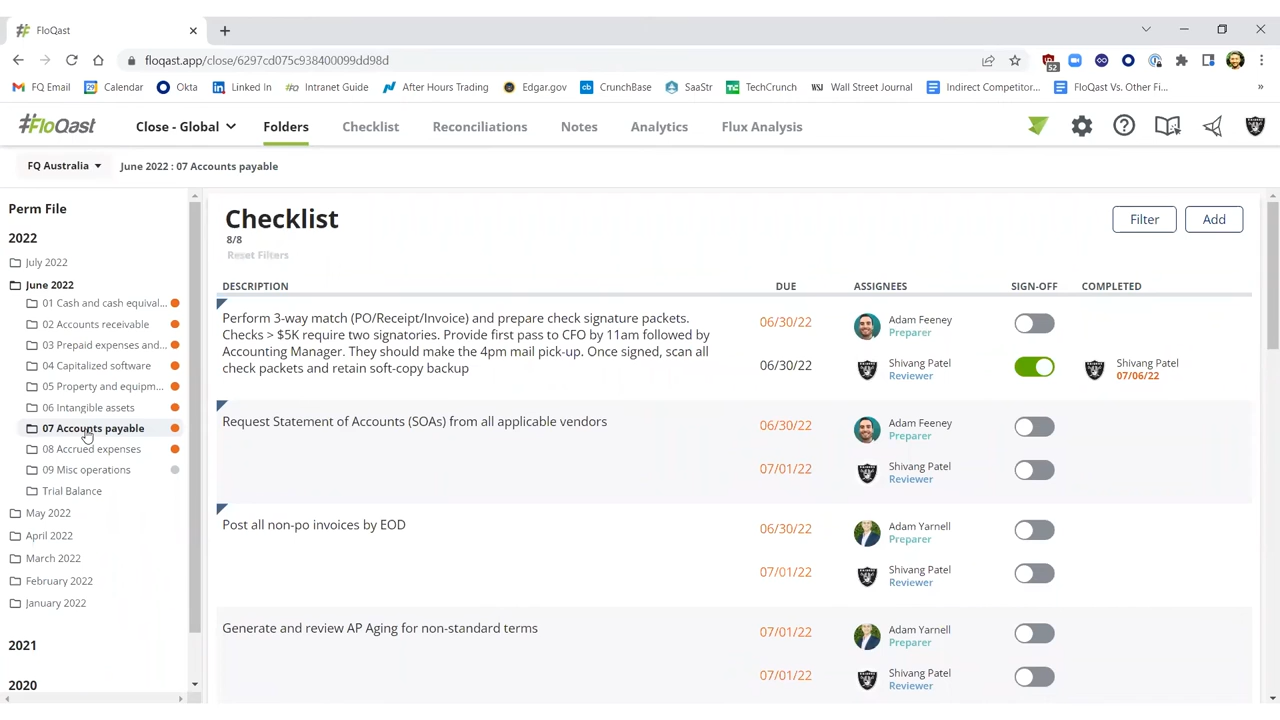 FloQast
floqast.app/close/6297cd075c938400099dd98d
52
FQ Email
Calendar
Okta
Linked In
Intranet Guide
After Hours Trading
Edgar.gov
CrunchBase
SaaStr
TechCrunch
Wall Street Journal
Indirect Competitor...
FloQast Vs. Other Fi...
»
FloQast
Close - Global
Folders
Checklist
Reconciliations
Notes
Analytics
Flux Analysis
FQ Australia
June 2022 : 07 Accounts payable
Perm File
2022
July 2022
June 2022
01 Cash and cash equival...
02 Accounts receivable
03 Prepaid expenses and...
04 Capitalized software
05 Property and equipm...
06 Intangible assets
07 Accounts payable
08 Accrued expenses
09 Misc operations
Trial Balance
May 2022
April 2022
March 2022
February 2022
January 2022
2021
2020
Checklist
8/8
Reset Filters
Filter
Add
DESCRIPTION
DUE
ASSIGNEES
SIGN-OFF
COMPLETED
Perform 3-way match (PO/Receipt/Invoice) and prepare check signature packets.
Checks > $5K require two signatories. Provide first pass to CFO by 11am followed by
Accounting Manager. They should make the 4pm mail pick-up. Once signed, scan all
check packets and retain soft-copy backup
06/30/22
Adam Feeney
Preparer
06/30/22
Shivang Patel
Reviewer
Shivang Patel
07/06/22
Request Statement of Accounts (SOAs) from all applicable vendors
06/30/22
Adam Feeney
Preparer
07/01/22
Shivang Patel
Reviewer
Post all non-po invoices by EOD
06/30/22
Adam Yarnell
Preparer
07/01/22
Shivang Patel
Reviewer
Generate and review AP Aging for non-standard terms
07/01/22
Adam Yarnell
Preparer
07/01/22
Shivang Patel
Reviewer